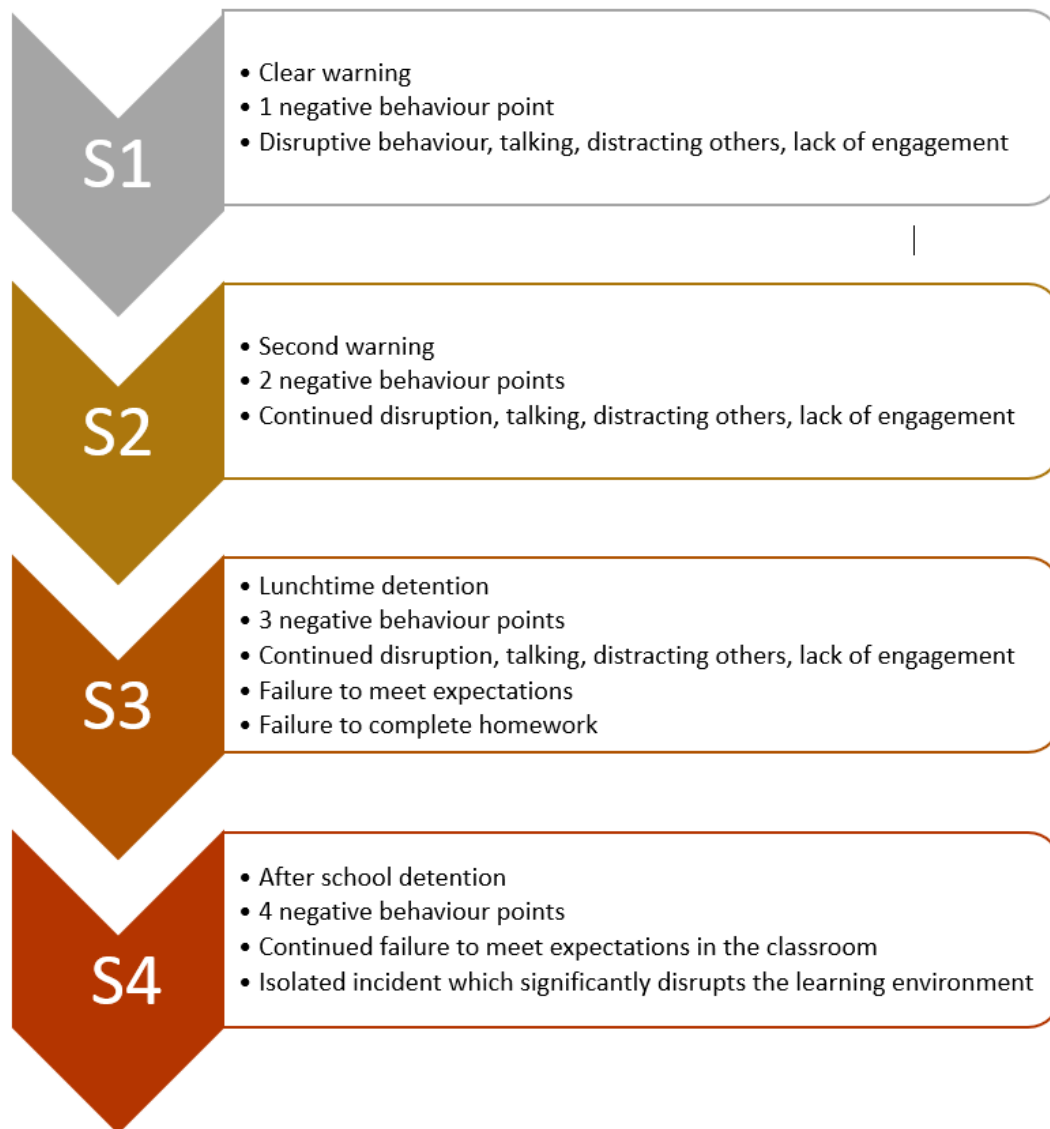 S1
• Clear warning
• 1 negative behaviour point
• Disruptive behaviour, talking, distracting others, lack of engagement
S2
• Second warning
• 2 negative behaviour points
• Continued disruption, talking, distracting others, lack of engagement
S3
• Lunchtime detention
• 3 negative behaviour points
• Continued disruption, talking, distracting others, lack of engagement
• Failure to meet expectations
• Failure to complete homework
S4
• After school detention
• 4 negative behaviour points
• Continued failure to meet expectations in the classroom
• Isolated incident which significantly disrupts the learning environment